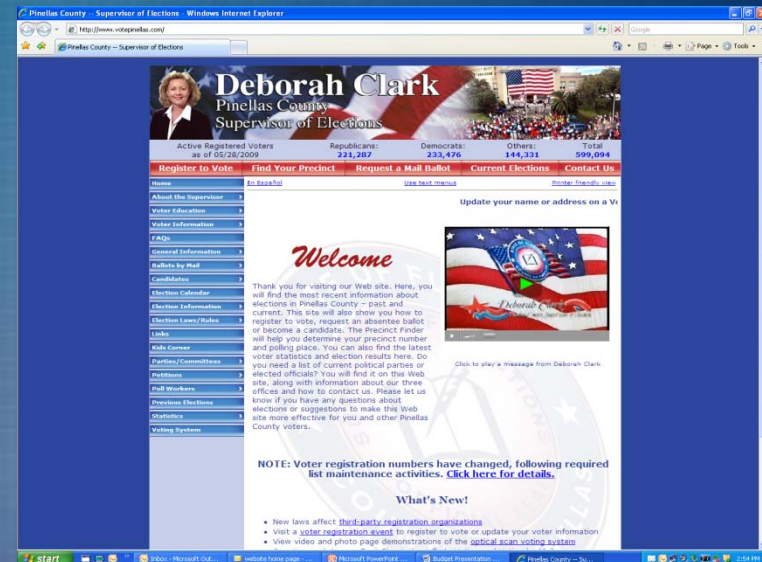 Pinellas County -- Supervisor of Elections - Windows Internet Explorer
http://www.votepinellas.com/
Google
Pinellas County -- Supervisor of Elections
Page
Tools
Deborah Clark
Pinellas County
Supervisor of Elections
Active Registered Voters
as of 05/28/2009
Republicans:
221,287
Democrats:
233,476
Others:
144,331
Total
599,094
Register to Vote
Find Your Precinct
Request a Mail Ballot
Current Elections
Contact Us
Home
About the Supervisor
Voter Education
Voter Information
FAQs
General Information
Ballots by Mail
Candidates
Election Calendar
Election Information
Election Laws/Rules
Links
Kids Corner
Parties/Committees
Petitions
Poll Workers
Previous Elections
Statistics
Voting System
En Español
Use text menus
Printer friendly view
Update your name or address on a V
Welcome
Thank you for visiting our Web site. Here, you
will find the most recent information about
elections in Pinellas County – past and
current. This site will also show you how to
register to vote, request an absentee ballot
or become a candidate. The Precinct Finder
will help you determine your precinct number
and polling place. You can also find the latest
voter statistics and election results here. Do
you need a list of current political parties or
elected officials? You will find it on this Web
site, along with information about our three
offices and how to contact us. Please let us
know if you have any questions about
elections or suggestions to make this Web
site more effective for you and other Pinellas
County voters.
Deborah Clark
Click to play a message from Deborah Clark
NOTE: Voter registration numbers have changed, following required
list maintenance activities. Click here for details.
What's New!
New laws affect third-party registration organizations
Visit a voter registration event to register to vote or update your voter information
View video and photo page demonstrations of the optical scan voting system
start
Inbox - Microsoft Out...
website home page - ...
Microsoft PowerPoint ...
Budget Presentation ...
Pinellas County -- Su...
2:54 PM